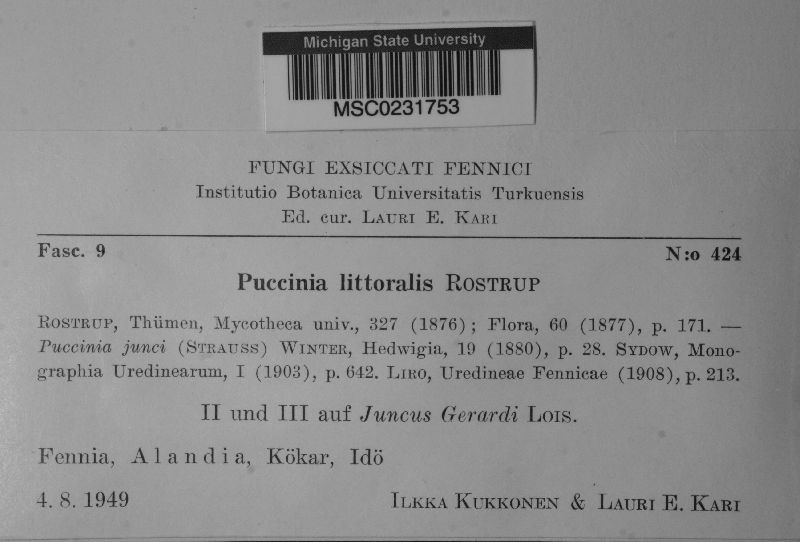 Michigan State University
MSC0231753
FUNGI EXSICCATI FENNICI
Institutio Botanica Universitatis Turkuensis
Ed. cur. LAURI E. KARI
Fasc. 9 N:o 424
Puccinia littoralis ROSTRUP
ROSTRUP, Thümen, Mycotheca univ., 327 (1876); Flora, 60 (1877), p. 171. —
Puccinia junci (STRAUSS) WINTER, Hedwigia, 19 (1880), p. 28. SYDOW, Mono-
graphia Uredinearum, I (1903), p. 642. LIRO, Uredineae Fennicae (1908), p. 213.
II und III auf Juncus Gerardi LOIS.
Fennia, Alandia, Kökar, Idö
4. 8. 1949 ILKKA KUKKONEN & LAURI E. KARI